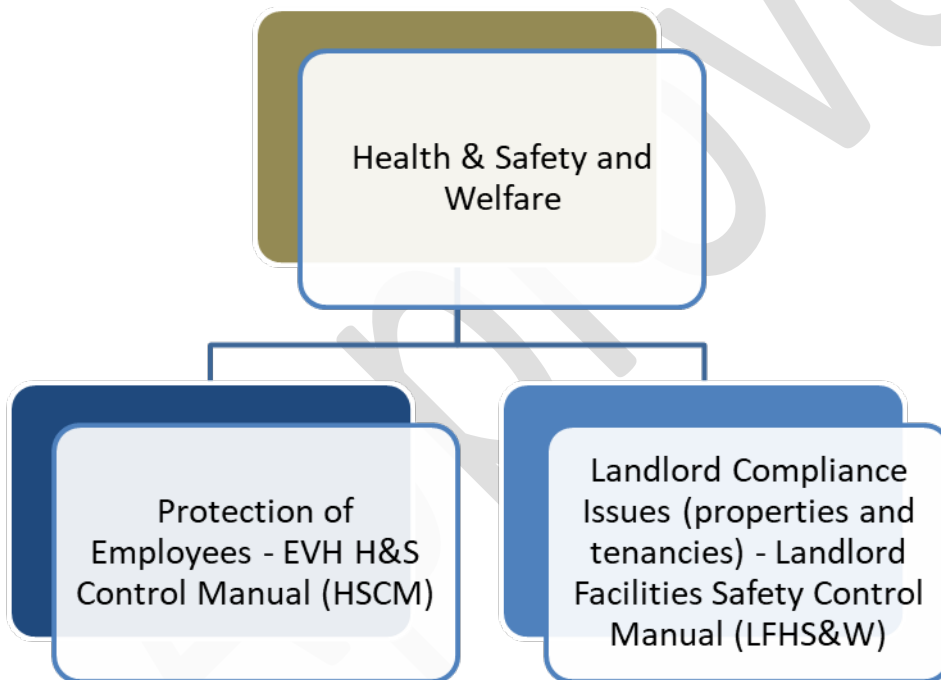 Health & Safety and
Welfare
Protection of
Employees - EVH H&S
Control Manual (HSCM)
Landlord Compliance
Issues (properties and
tenancies) - Landlord
Facilities Safety Control
Manual (LFHS&W)